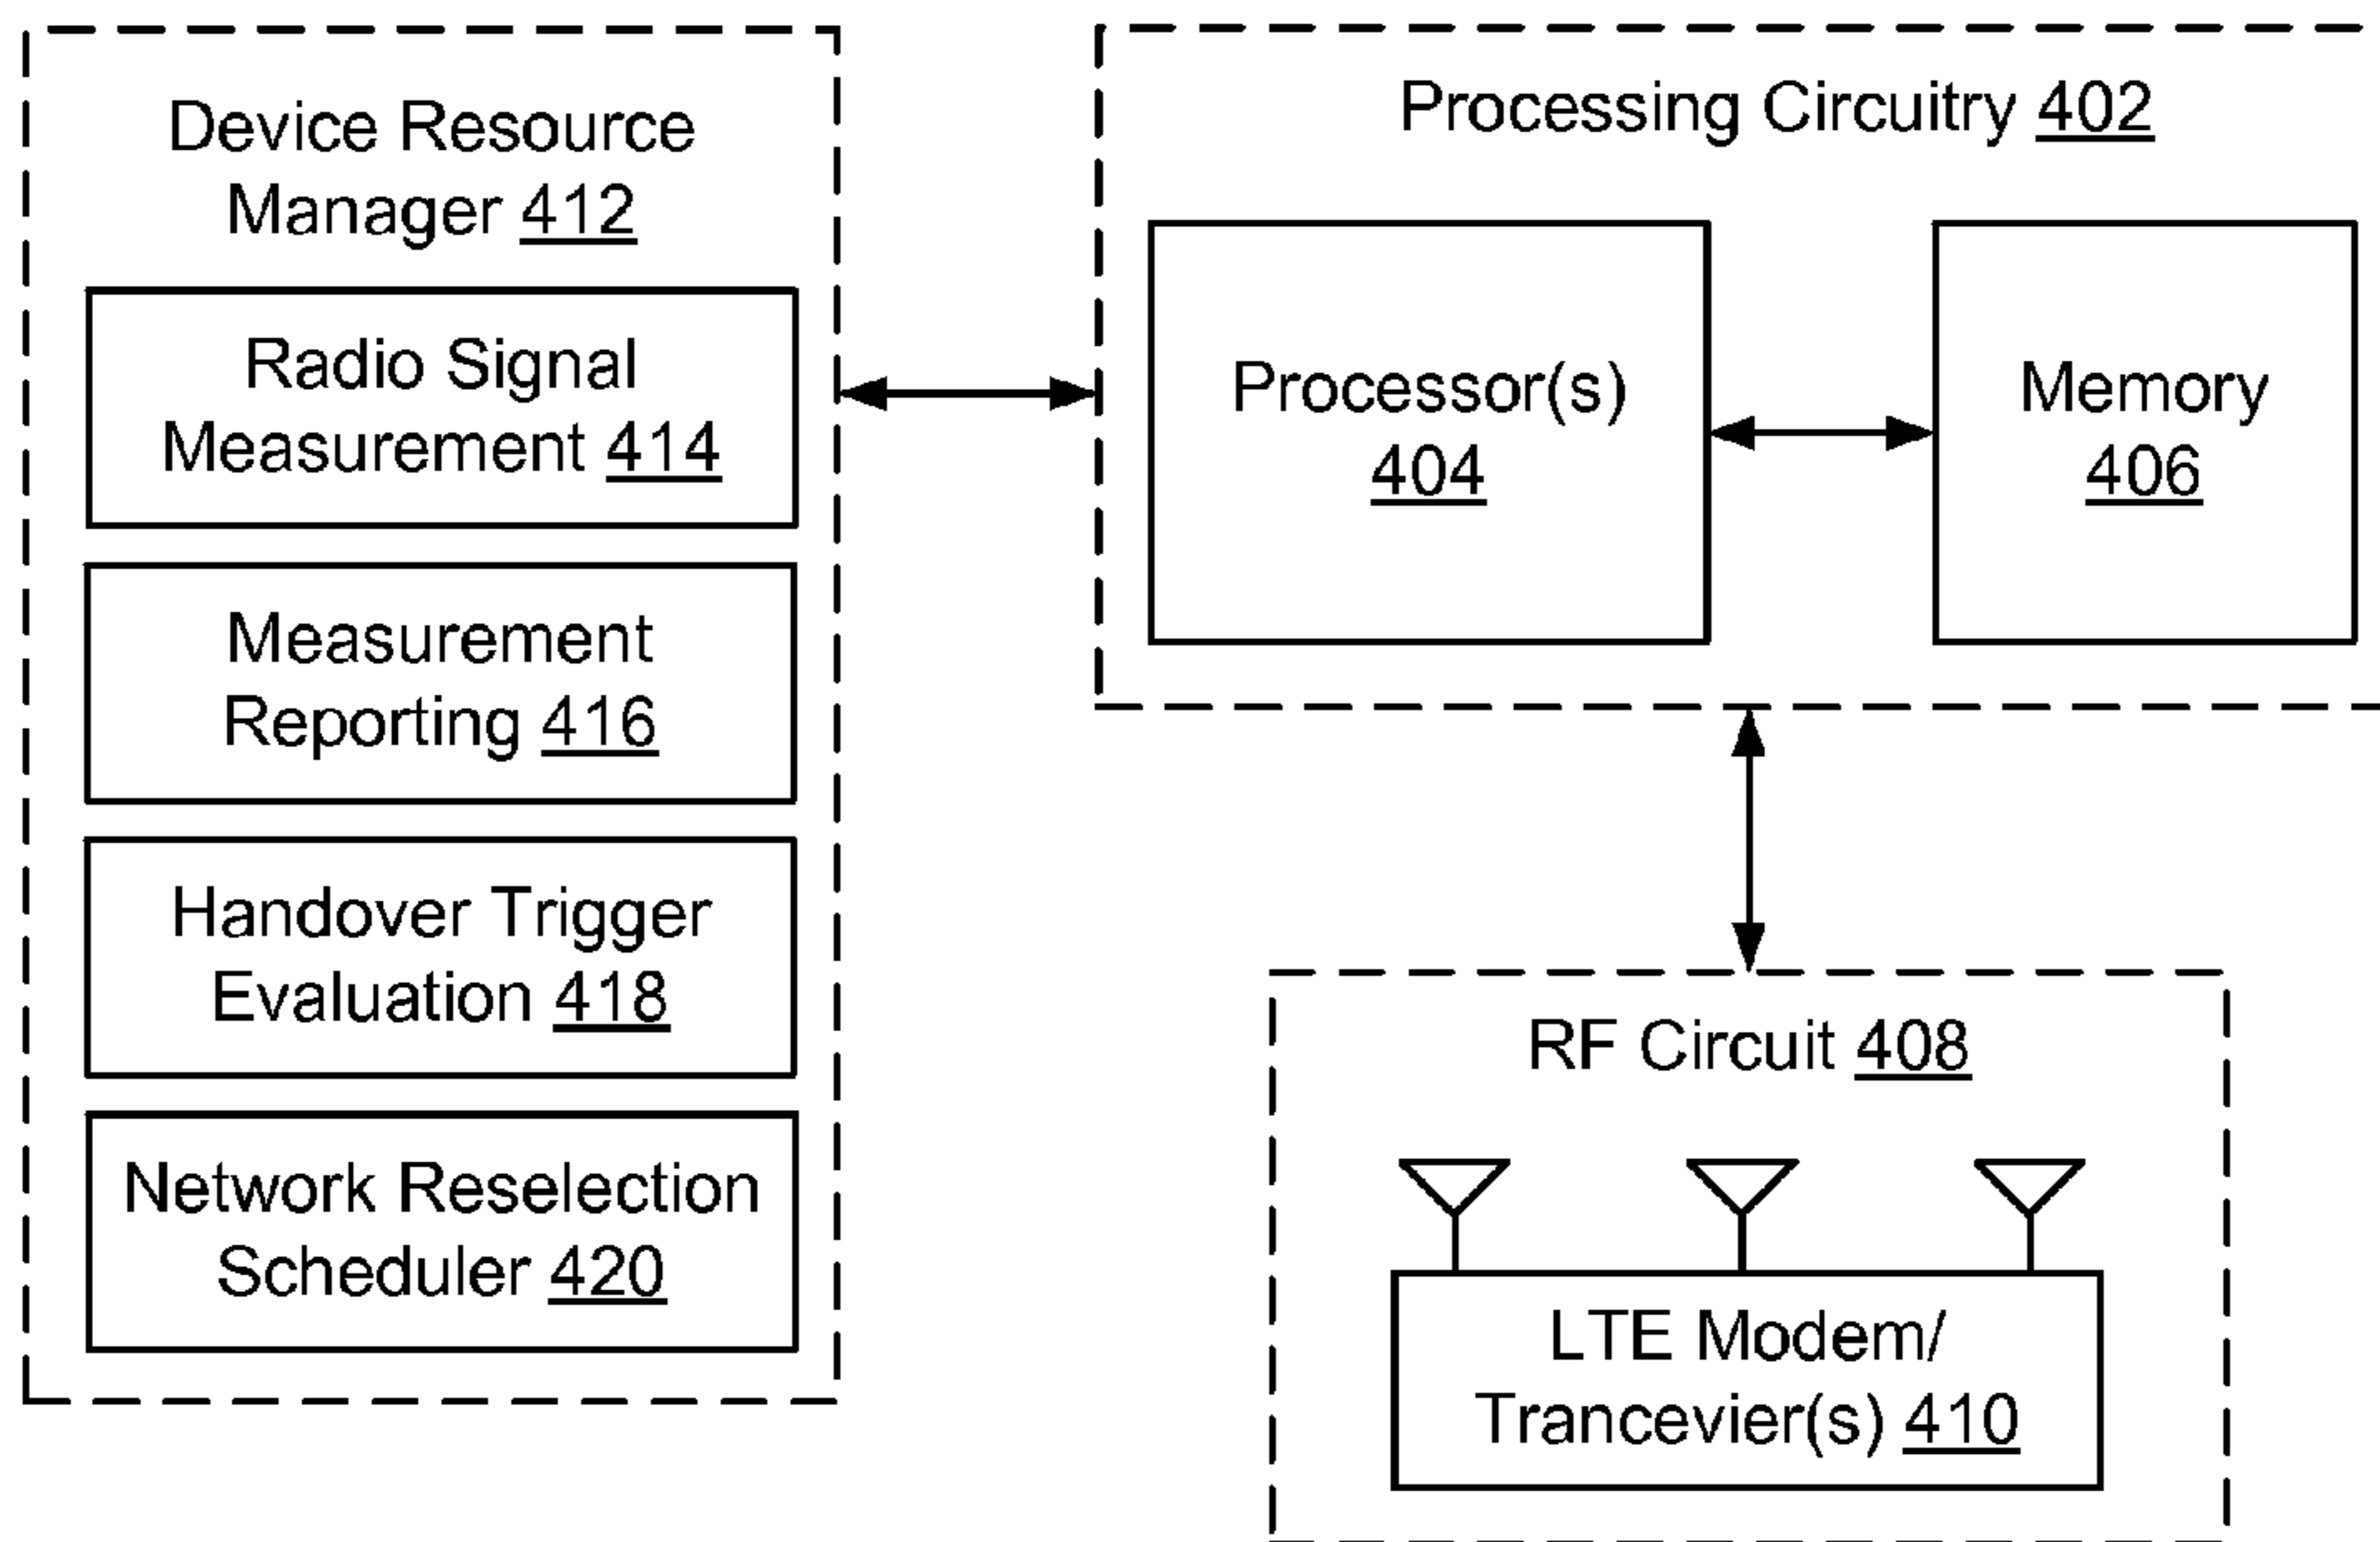 Device Resource
Manager 412
Radio Signal
Measurement 414
Measurement
Reporting 416
Handover Trigger
Evaluation 418
Network Reselection
Scheduler 420
Processing Circuitry 402
Processor(s)
404
Memory
406
RF Circuit 408
LTE Modem/
Trancevier(s) 410